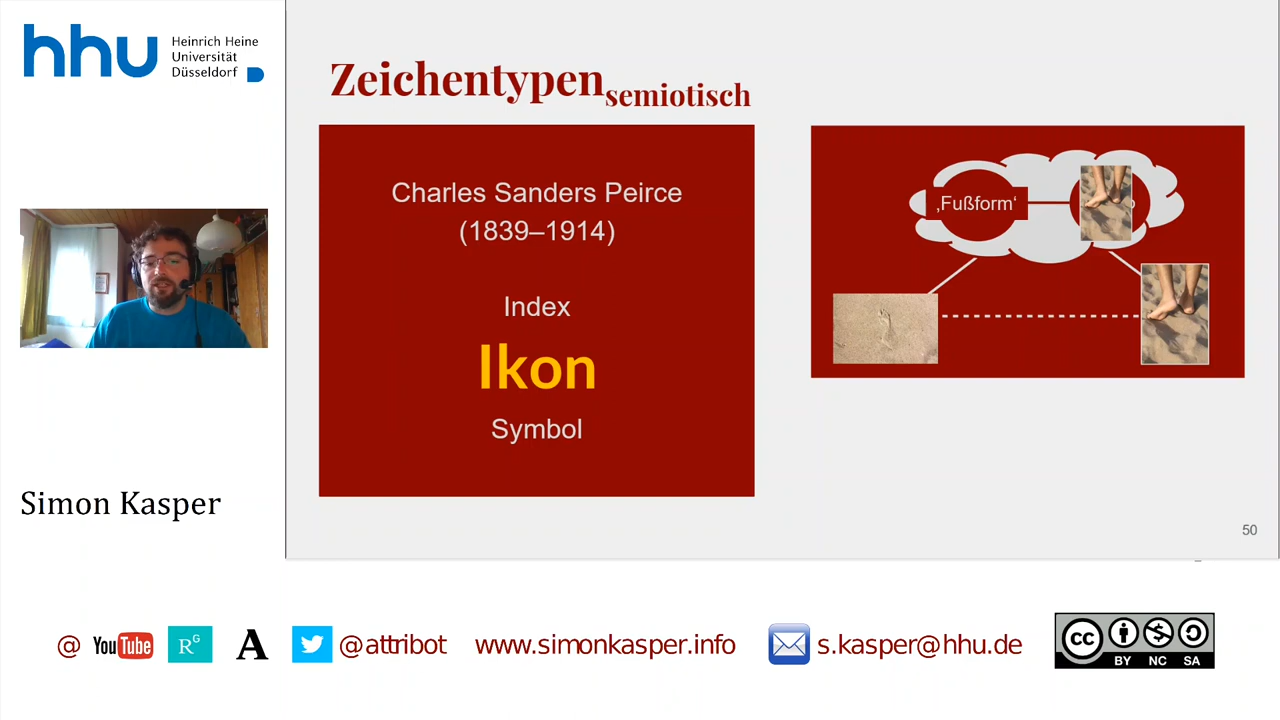 hhu
Heinrich Heine
Universität
Düsseldorf
Zeichentypen semiotisch
Charles Sanders Peirce
(1839–1914)
Index
Ikon
Symbol
‚Fußform‘
Simon Kasper
50
@ YouTube RG A @attribot www.simonkasper.info s.kasper@hhu.de
cc BY NC SA